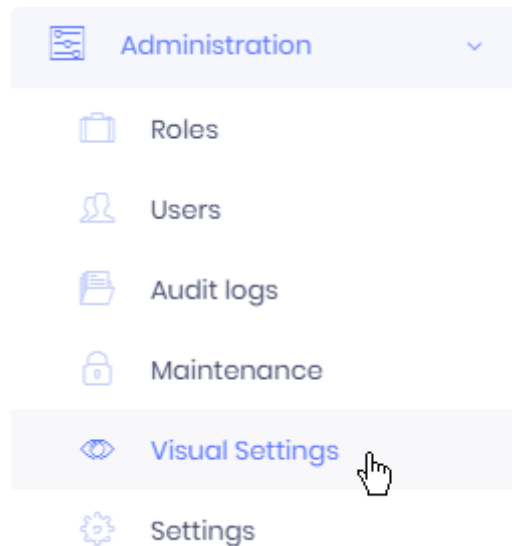 Administration
Roles
Users
Audit logs
Maintenance
Visual Settings
Settings